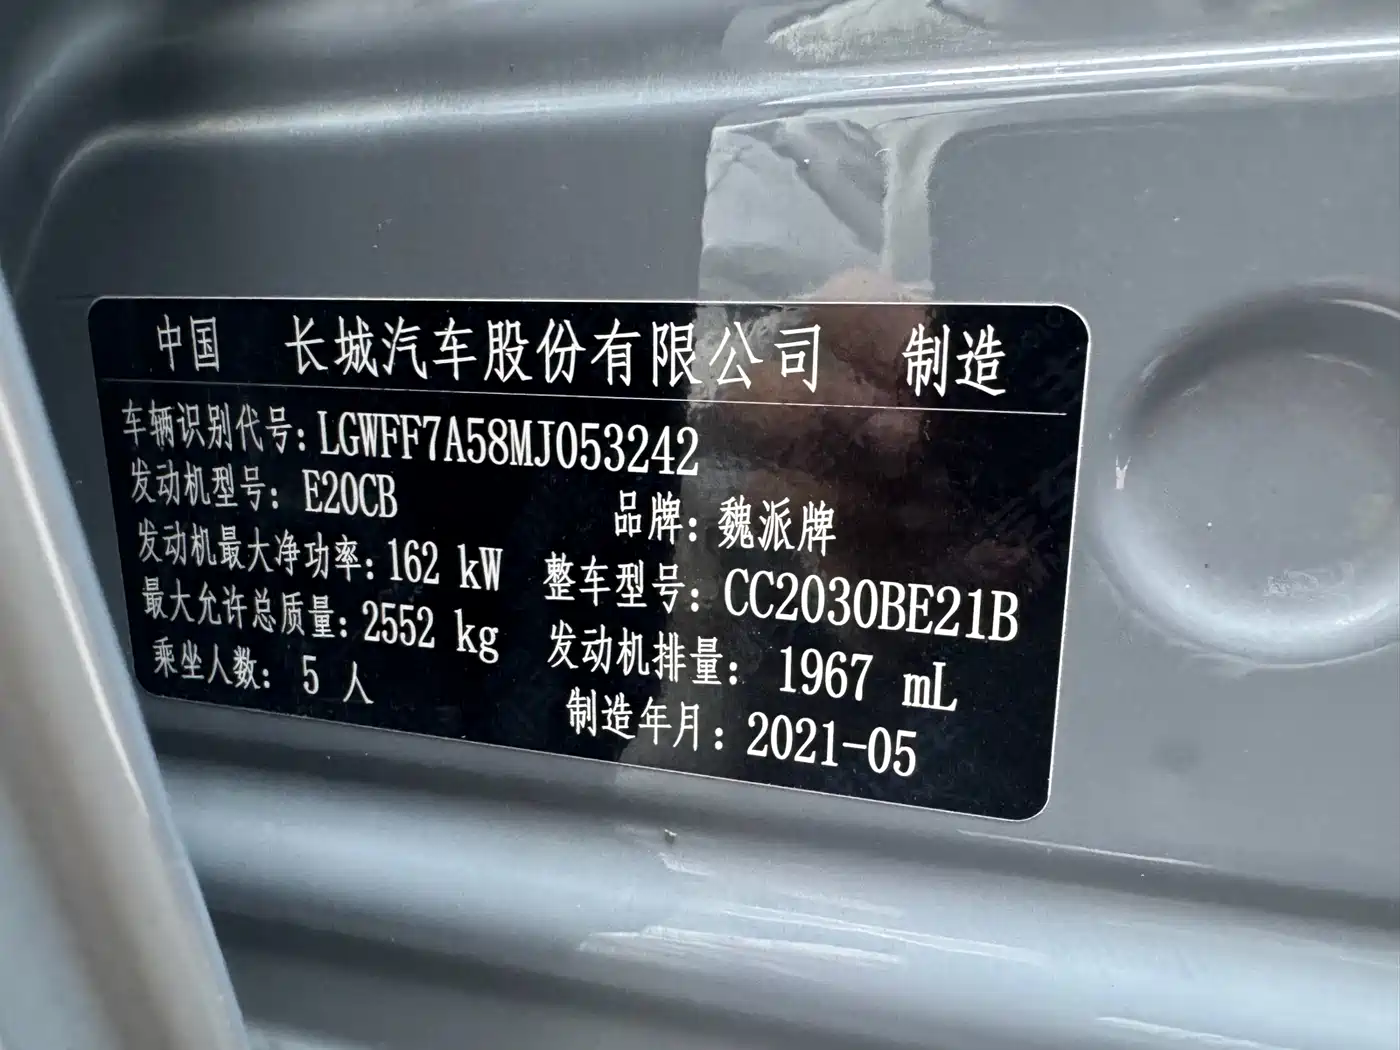 中国 长城汽车股份有限公司 制造
车辆识别代号: LGWFF7A58MJ053242
发动机型号: E20CB 品牌: 魏派牌
发动机最大净功率: 162 kW 整车型号: CC2030BE21B
最大允许总质量: 2552 kg 发动机排量: 1967 mL
乘坐人数: 5 人 制造年月: 2021-05